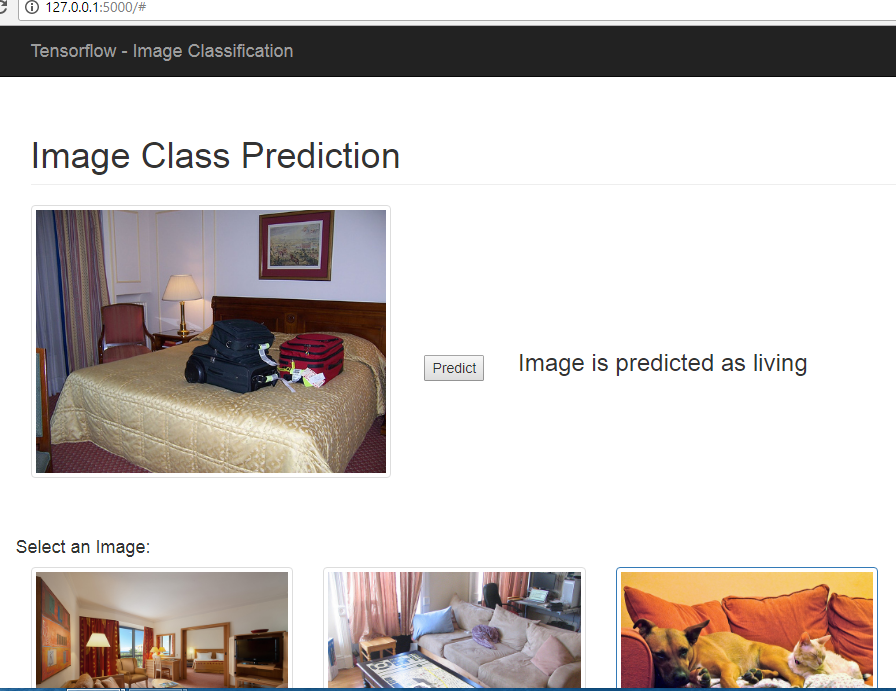 127.0.0.1:5000/#
Tensorflow - Image Classification
Image Class Prediction
Predict
Image is predicted as living
Select an Image: